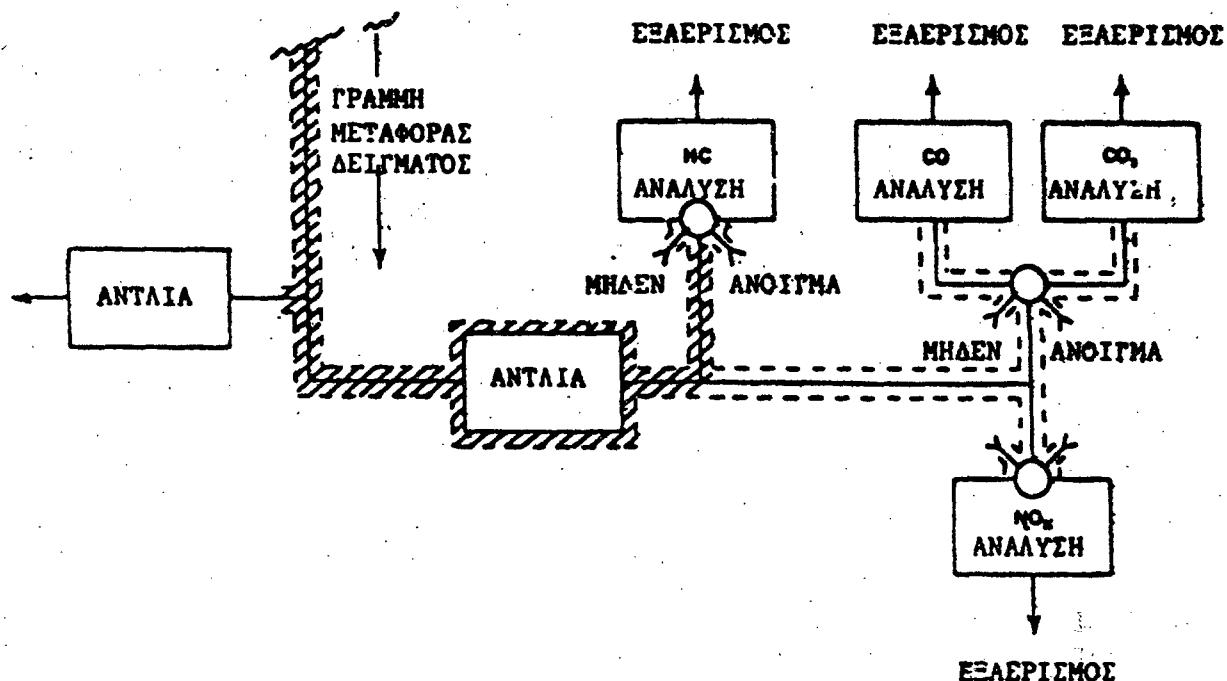 ΕΞΑΕΡΙΣΜΟΣ
ΕΞΑΕΡΙΣΜΟΣ
ΕΞΑΕΡΙΣΜΟΣ
ΓΡΑΜΜΗ
ΜΕΤΑΦΟΡΑΣ
ΔΕΙΓΜΑΤΟΣ
HC
ΑΝΑΛΥΣΗ
CO
ΑΝΑΛΥΣΗ
CO₂
ΑΝΑΛΥΣΗ
ΑΝΤΛΙΑ
ΜΗΔΕΝ
ΑΝΟΙΓΜΑ
ΑΝΤΛΙΑ
ΜΗΔΕΝ
ΑΝΟΙΓΜΑ
NOx
ΑΝΑΛΥΣΗ
ΕΞΑΕΡΙΣΜΟΣ